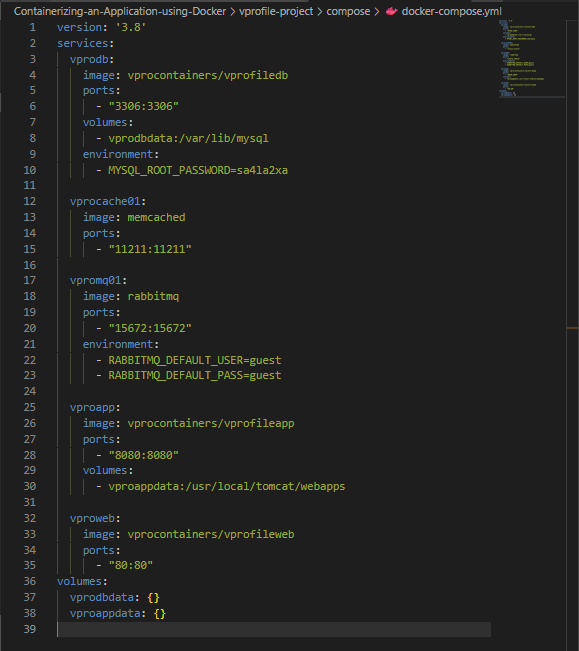 Containerizing-an-Application-using-Docker > vprofile-project > compose > docker-compose.yml
1 version: '3.8'
2 services:
3   vprodb:
4     image: vprocontainers/vprofiledb
5     ports:
6       - "3306:3306"
7     volumes:
8       - vprodbdata:/var/lib/mysql
9     environment:
10       - MYSQL_ROOT_PASSWORD=sa4la2xa
11
12   vprocache01:
13     image: memcached
14     ports:
15       - "11211:11211"
16
17   vpromq01:
18     image: rabbitmq
19     ports:
20       - "15672:15672"
21     environment:
22       - RABBITMQ_DEFAULT_USER=guest
23       - RABBITMQ_DEFAULT_PASS=guest
24
25   vproapp:
26     image: vprocontainers/vprofileapp
27     ports:
28       - "8080:8080"
29     volumes:
30       - vproappdata:/usr/local/tomcat/webapps
31
32   vproweb:
33     image: vprocontainers/vprofileweb
34     ports:
35       - "80:80"
36 volumes:
37   vprodbdata: {}
38   vproappdata: {}
39